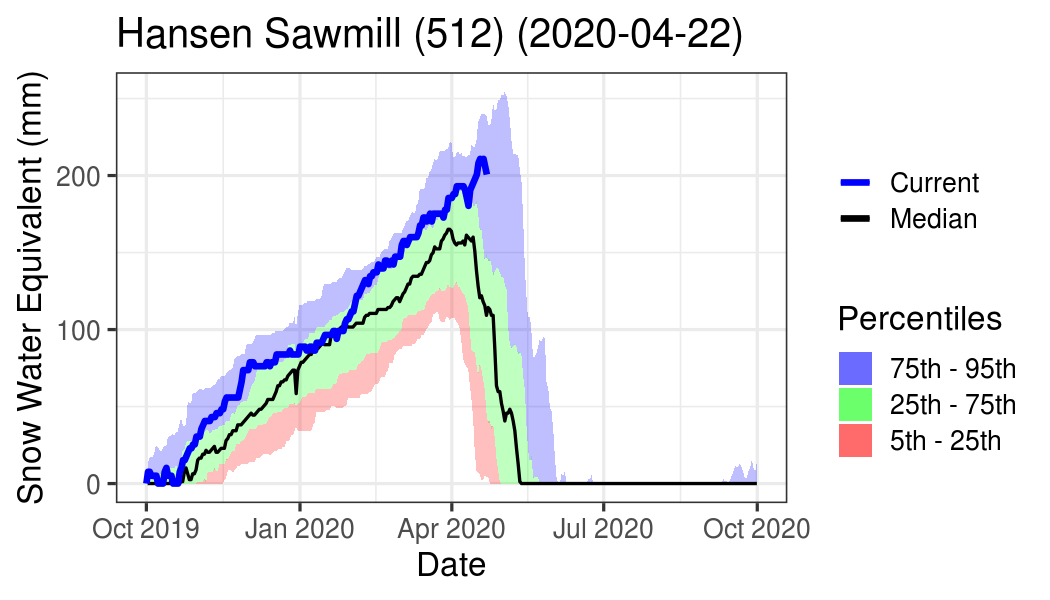 Hansen Sawmill (512) (2020-04-22)
Snow Water Equivalent (mm)
200
100
0
Oct 2019 Jan 2020 Apr 2020 Jul 2020 Oct 2020
Date
Current
Median
Percentiles
75th - 95th
25th - 75th
5th - 25th